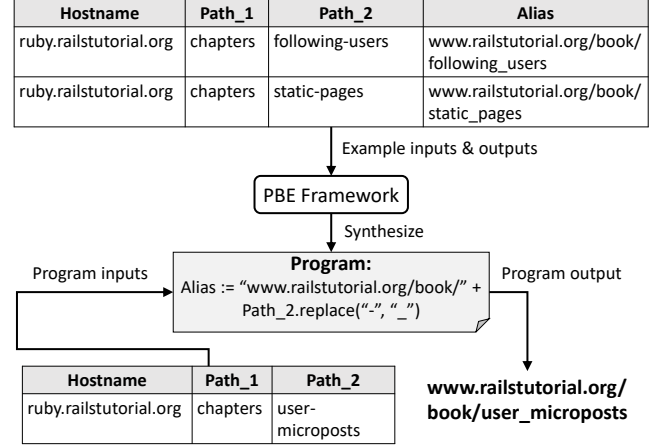 Hostname Path_1 Path_2 Alias
ruby.railstutorial.org chapters following-users www.railstutorial.org/book/
following_users
ruby.railstutorial.org chapters static-pages www.railstutorial.org/book/
static_pages
Example inputs & outputs
PBE Framework
Synthesize
Program:
Program inputs
Alias := “www.railstutorial.org/book/” +
Path_2.replace(“-”, “_”)
Program output
Hostname Path_1 Path_2
ruby.railstutorial.org chapters user-
microposts
www.railstutorial.org/
book/user_microposts